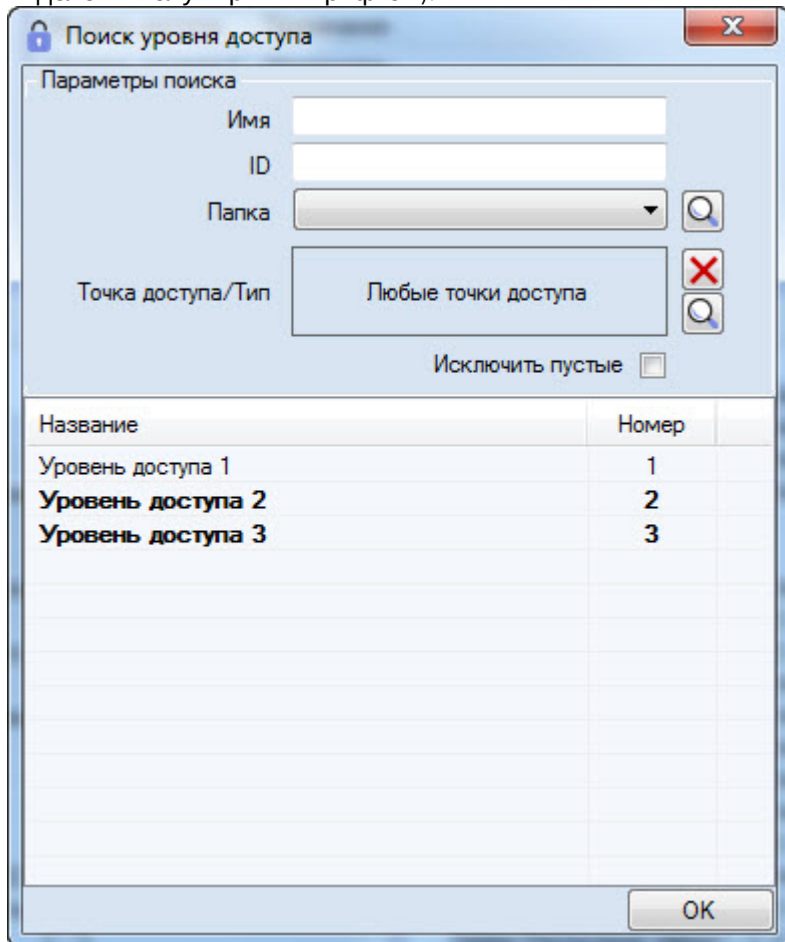 Поиск уровня доступа
Параметры поиска
Имя
ID
Папка
Точка доступа/Тип Любые точки доступа
Исключить пустые
Название Номер
Уровень доступа 1 1
Уровень доступа 2 2
Уровень доступа 3 3
OK